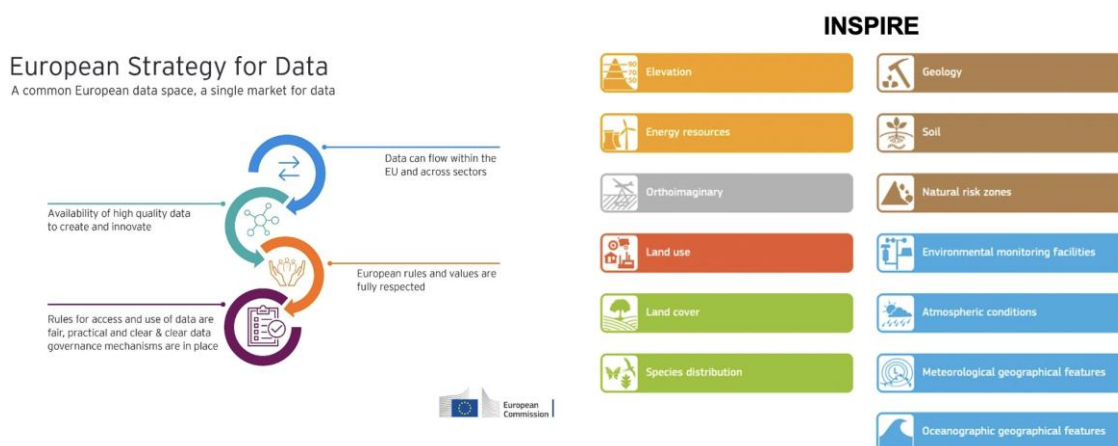 European Strategy for Data
A common European data space, a single market for data
Data can flow within the
EU and across sectors
Availability of high quality data
to create and innovate
European rules and values are
fully respected
Rules for access and use of data are
fair, practical and clear & clear data
governance mechanisms are in place
European
Commission
INSPIRE
90
70
50
Elevation
Energy resources
Orthoimaginary
Land use
Land cover
Species distribution
Geology
Soil
Natural risk zones
Environmental monitoring facilities
Atmospheric conditions
Meteorological geographical features
Oceanographic geographical features